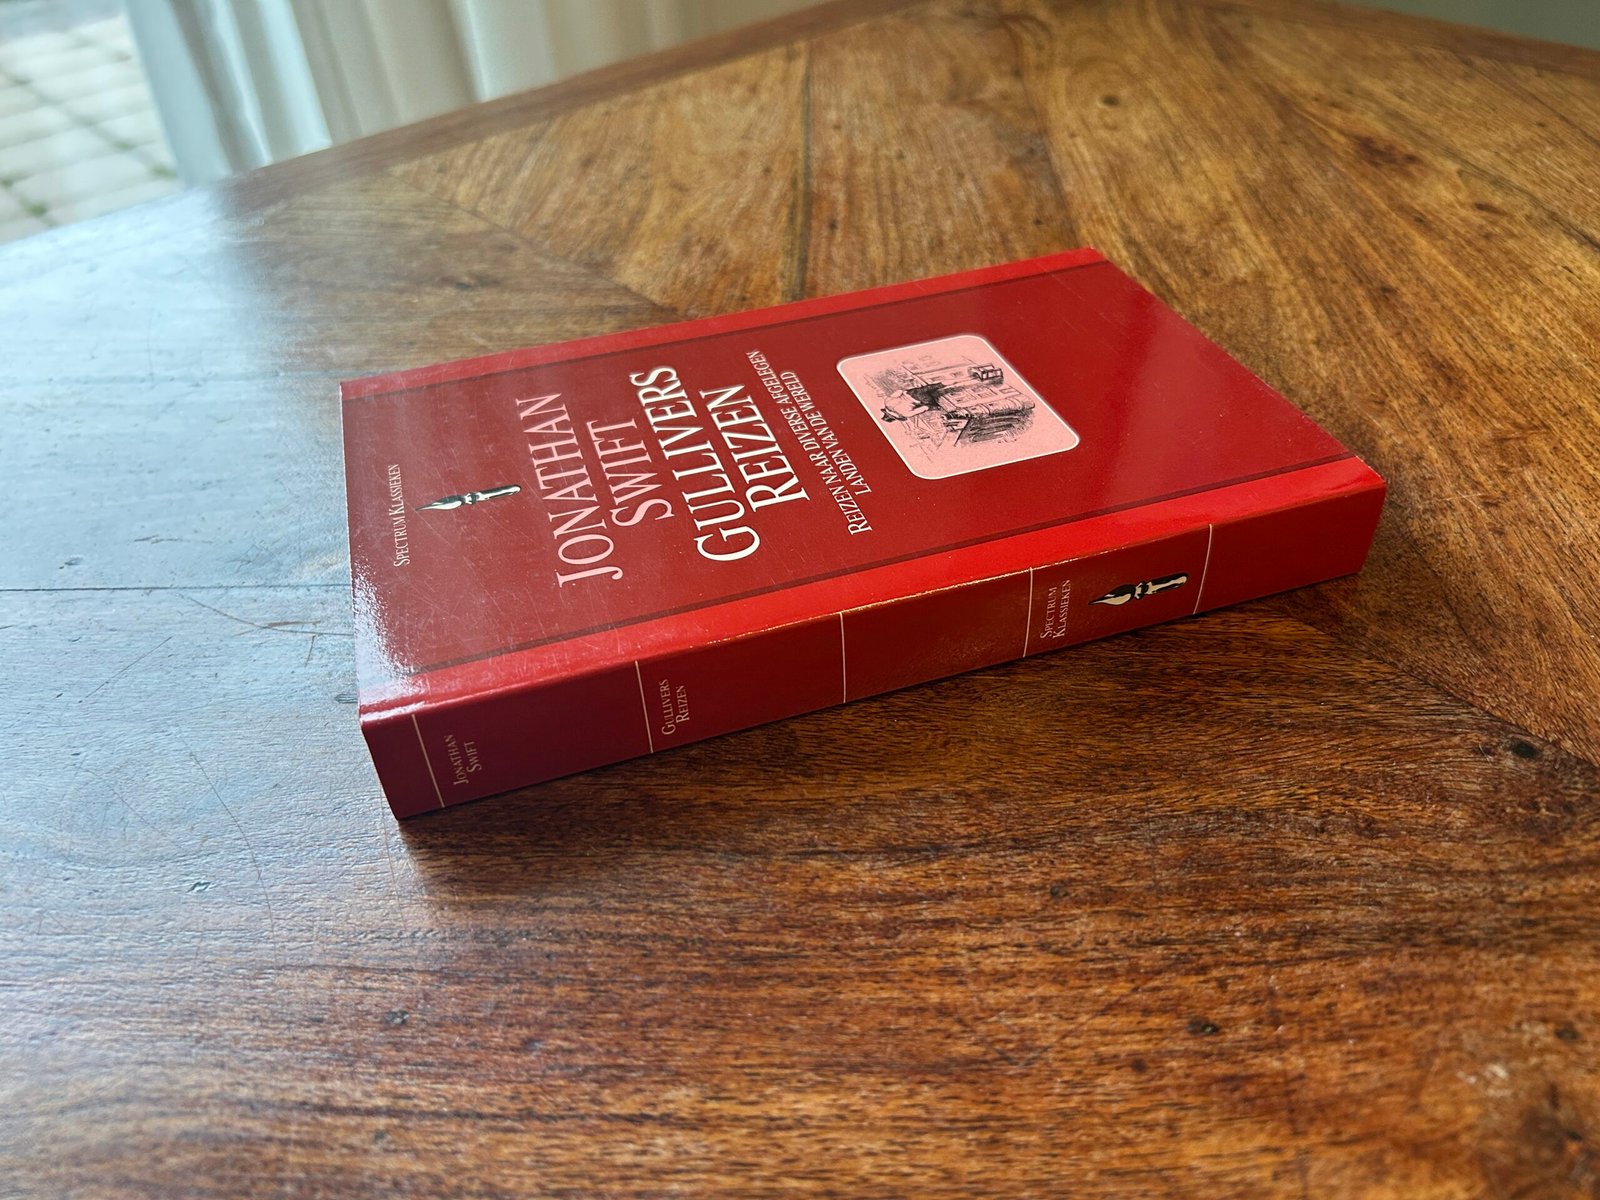 SPECTRUM KLASSIEKEN
JONATHAN
SWIFT
GULLIVERS
REIZEN
REIZEN NAAR DIVERSE AFGELEGEN
LANDEN VAN DE WERELD
JONATHAN
SWIFT
GULLIVERS
REIZEN
SPECTRUM
KLASSIEKEN